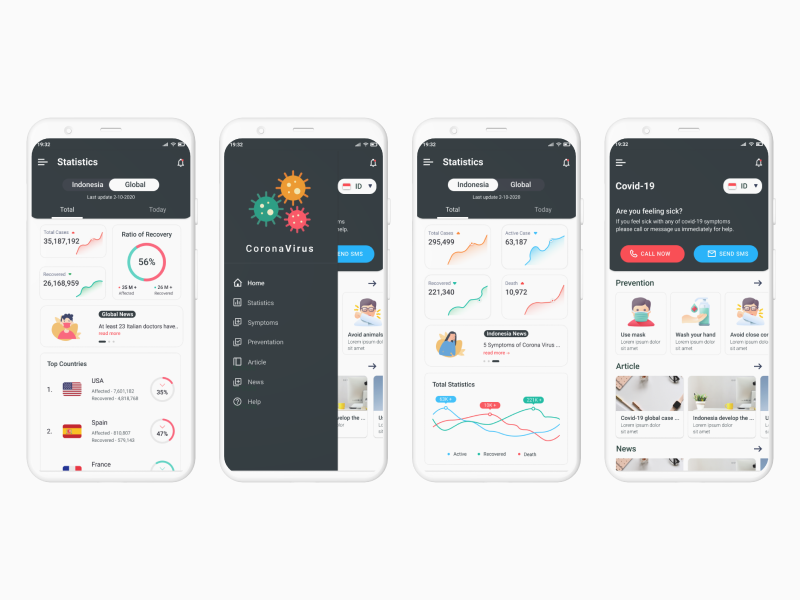 19:32
Statistics
Indonesia
Global
Last update 2-10-2020
Total
Today
Total Cases
35,187,192
Recovered
26,168,959
Ratio of Recovery
56%
35 M +
Affected
26 M +
Recovered
Global News
At least 23 Italian doctors have..
read more
Top Countries
1.
USA
Affected - 7,601,182
Recovered - 4,818,768
35%
2.
Spain
Affected - 810,807
Recovered - 579,143
47%
France
19:32
CoronaVirus
Home
Statistics
Symptoms
Preventation
Article
News
Help
ID
END SMS
Avoid animals
Lorem ipsum
sit amet
19:32
Statistics
Indonesia
Global
Last update 2-10-2020
Total
Today
Total Cases
295,499
Active Case
63,187
Recovered
221,340
Death
10,972
Indonesia News
5 Symptoms of Corona Virus ...
read more
Total Statistics
63K +
10K +
221K +
Active
Recovered
Death
19:32
Covid-19
ID
Are you feeling sick?
If you feel sick with any of covid-19 symptoms
please call or message us immediately for help.
CALL NOW
SEND SMS
Prevention
Use mask
Lorem ipsum dolor
sit amet
Wash your hand
Lorem ipsum dolor
sit amet
Avoid close co
Lorem ipsum
sit amet
Article
Covid-19 global case ...
Lorem ipsum dolor
sit amet
Indonesia develop the ...
Lorem ipsum dolor
sit amet
News